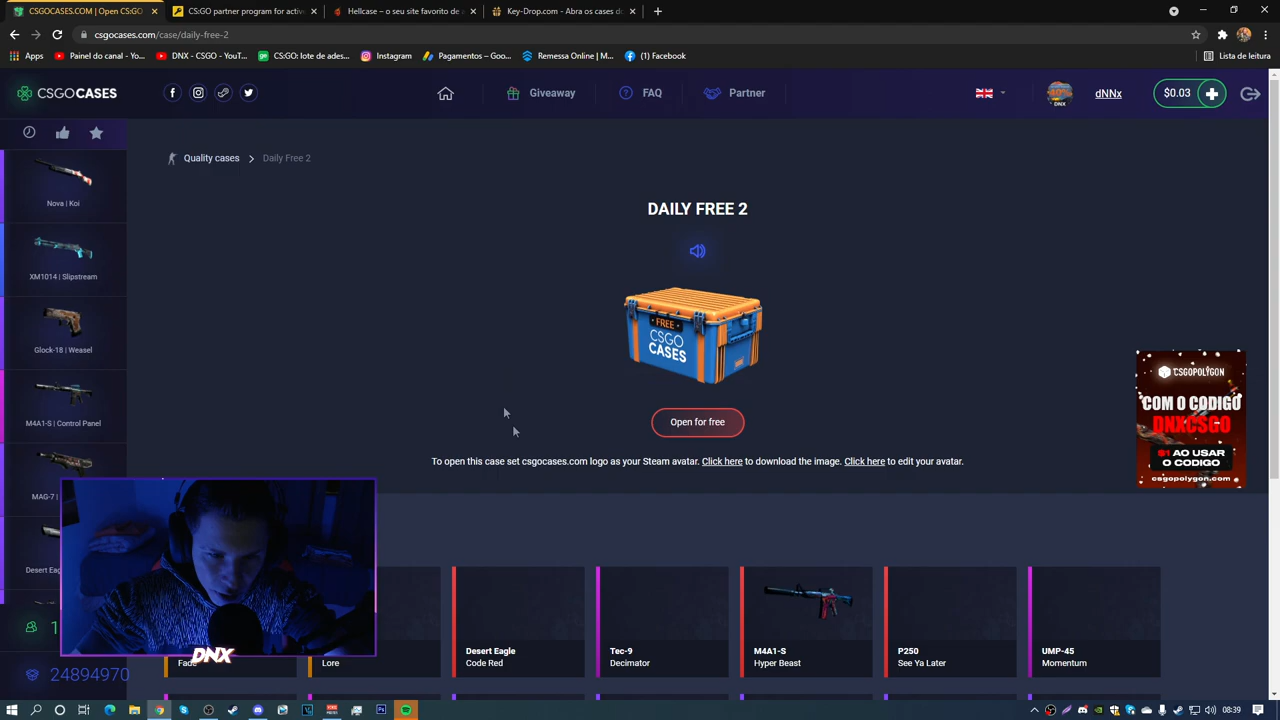 CSGOCASES.COM | Open CS:GO
CSGO partner program for active
Hellcase – o seu site favorito de
Key-Drop.com - Abra os cases do
csgocases.com/case/daily-free-2
Apps
Painel do canal - Yo...
DNX - CSGO - YouT...
CS:GO: lote de ades...
Instagram
Pagamentos – Goo...
Remessa Online | M...
(1) Facebook
Lista de leitura
CSGOCASES
Giveaway
FAQ
Partner
dNNx
$0.03
Quality cases
Daily Free 2
DAILY FREE 2
FREE
CSGO
CASES
Open for free
To open this case set csgocases.com logo as your Steam avatar. Click here to download the image. Click here to edit your avatar.
Nova | Koi
XM1014 | Slipstream
Glock-18 | Weasel
M4A1-S | Control Panel
MAG-7
Desert Eagle
CSGOPOLYGON
COM O CODIGO
DNXCSGO
$1 AO USAR
O CODIGO
csgopolygon.com
DNX
24894970
Fade
Lore
Desert Eagle
Code Red
Tec-9
Decimator
M4A1-S
Hyper Beast
P250
See Ya Later
UMP-45
Momentum
08:39